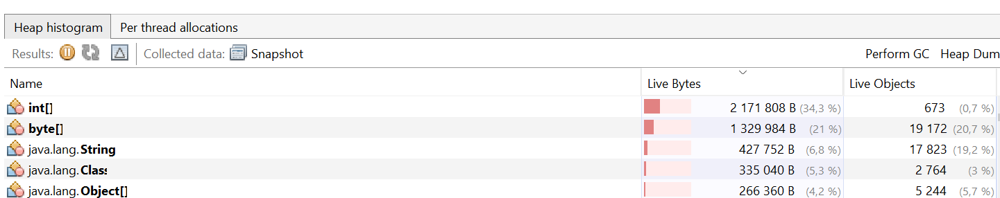 Heap histogram Per thread allocations
Results: Collected data: Snapshot Perform GC Heap Dum
Name Live Bytes Live Objects
int[] 2 171 808 B (34,3 %) 673 (0,7 %)
byte[] 1 329 984 B (21 %) 19 172 (20,7 %)
java.lang.String 427 752 B (6,8 %) 17 823 (19,2 %)
java.lang.Class 335 040 B (5,3 %) 2 764 (3 %)
java.lang.Object[] 266 360 B (4,2 %) 5 244 (5,7 %)